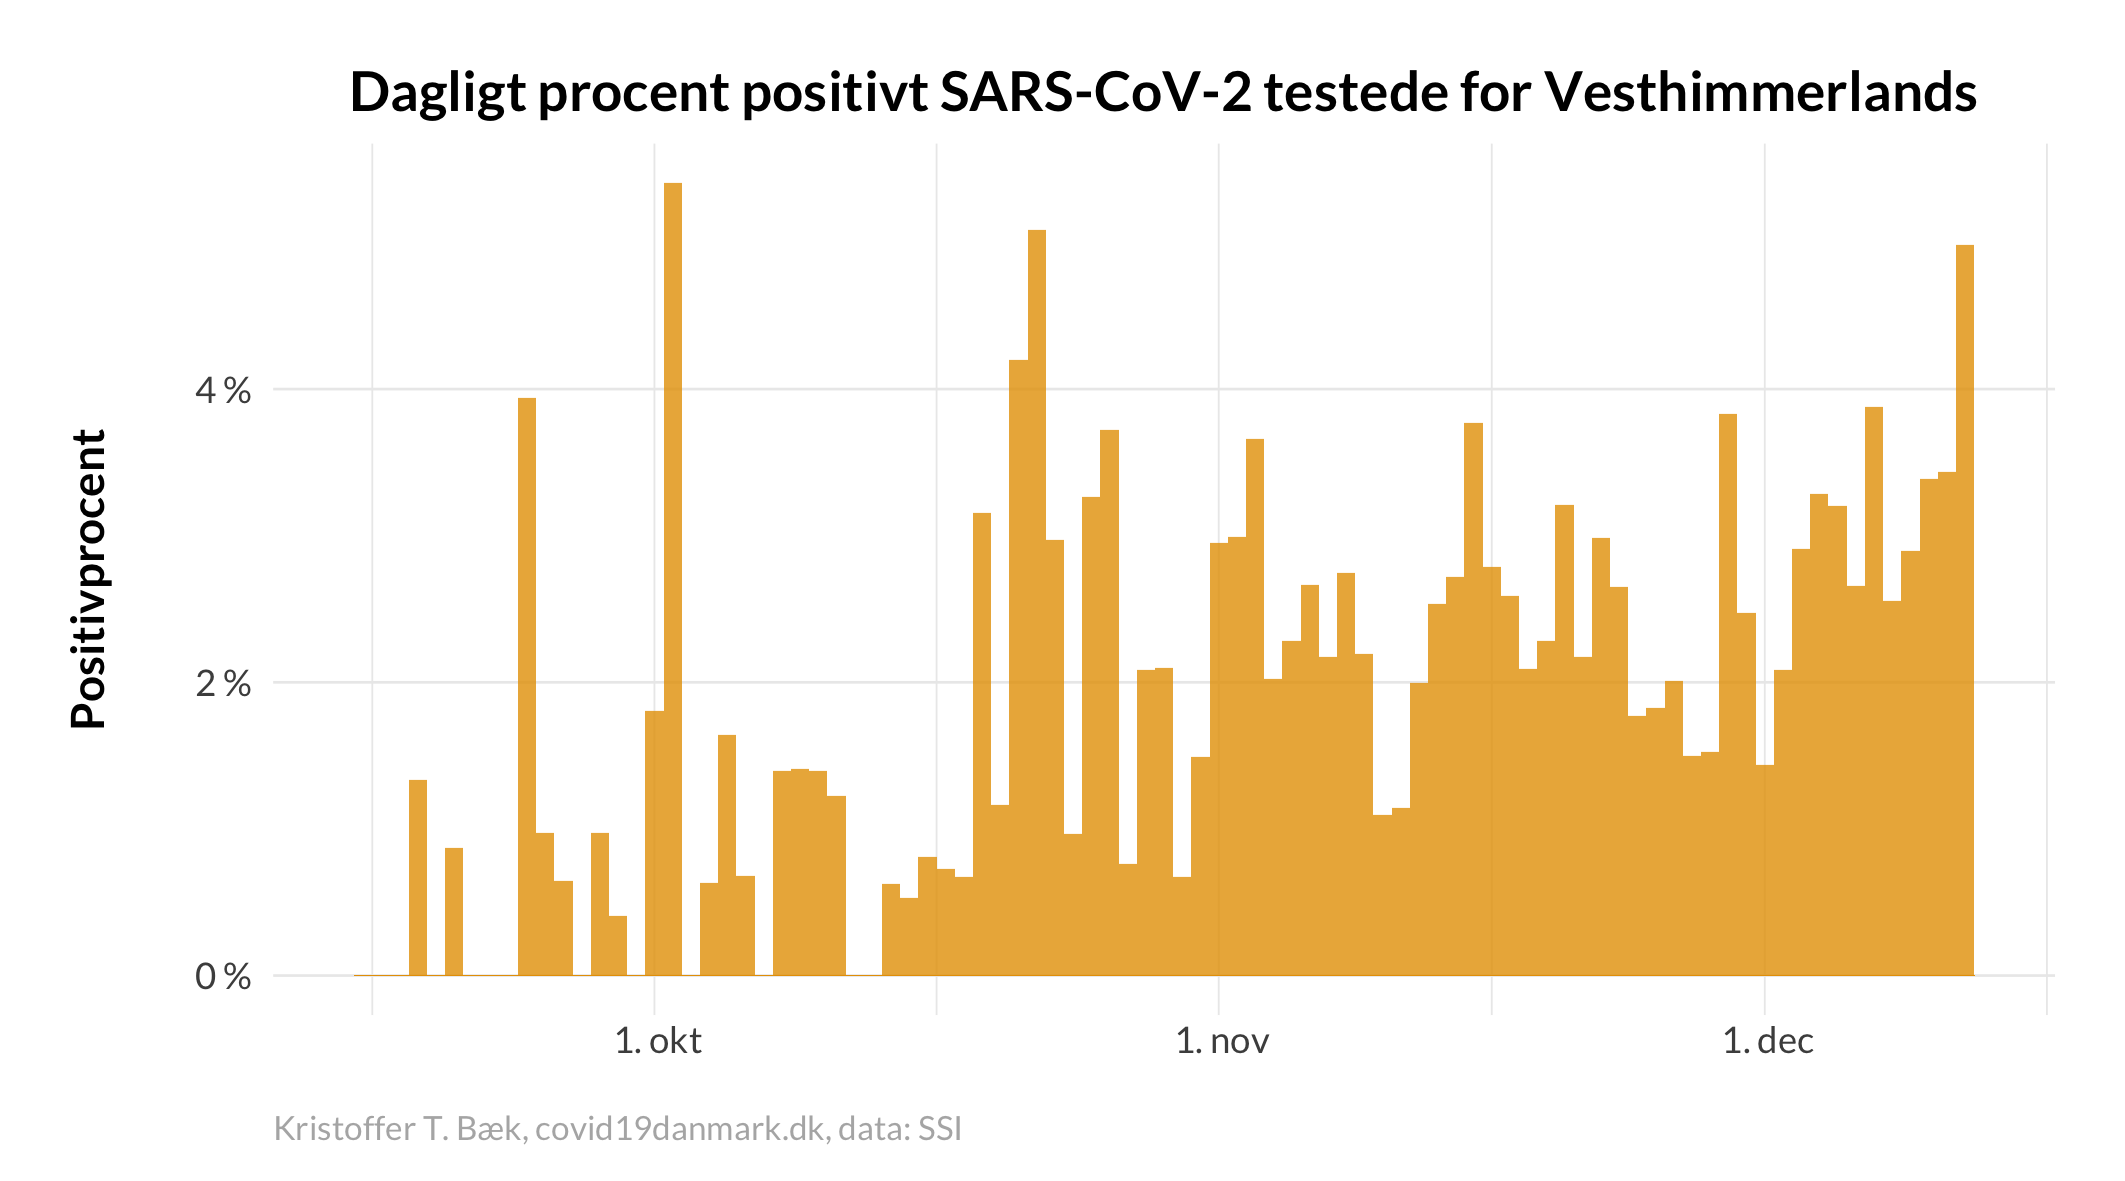 Dagligt procent positivt SARS-CoV-2 testede for Vesthimmerlands
Positivprocent
4 %
2 %
0 %
1. okt
1. nov
1. dec
Kristoffer T. Bæk, covid19danmark.dk, data: SSI